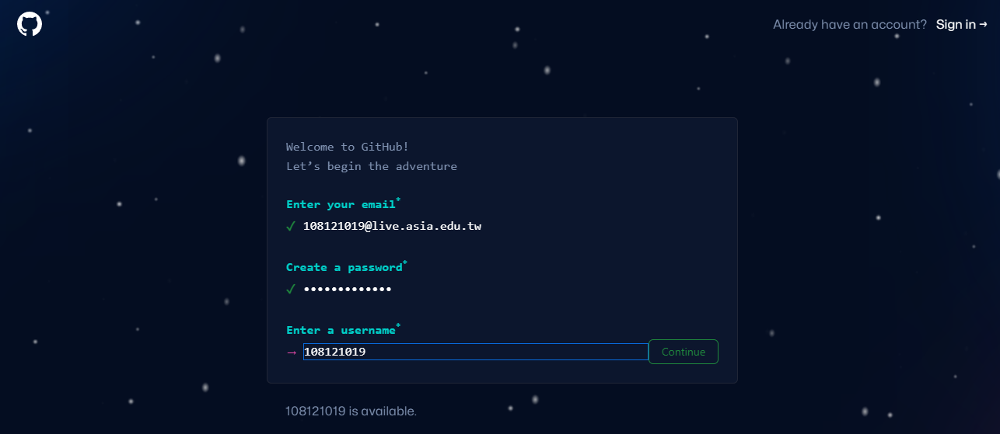 Already have an account? Sign in →
Welcome to GitHub!
Let’s begin the adventure
Enter your email*
✓ 108121019@live.asia.edu.tw
Create a password*
✓ •••••••••••••
Enter a username*
→ 108121019 Continue
108121019 is available.